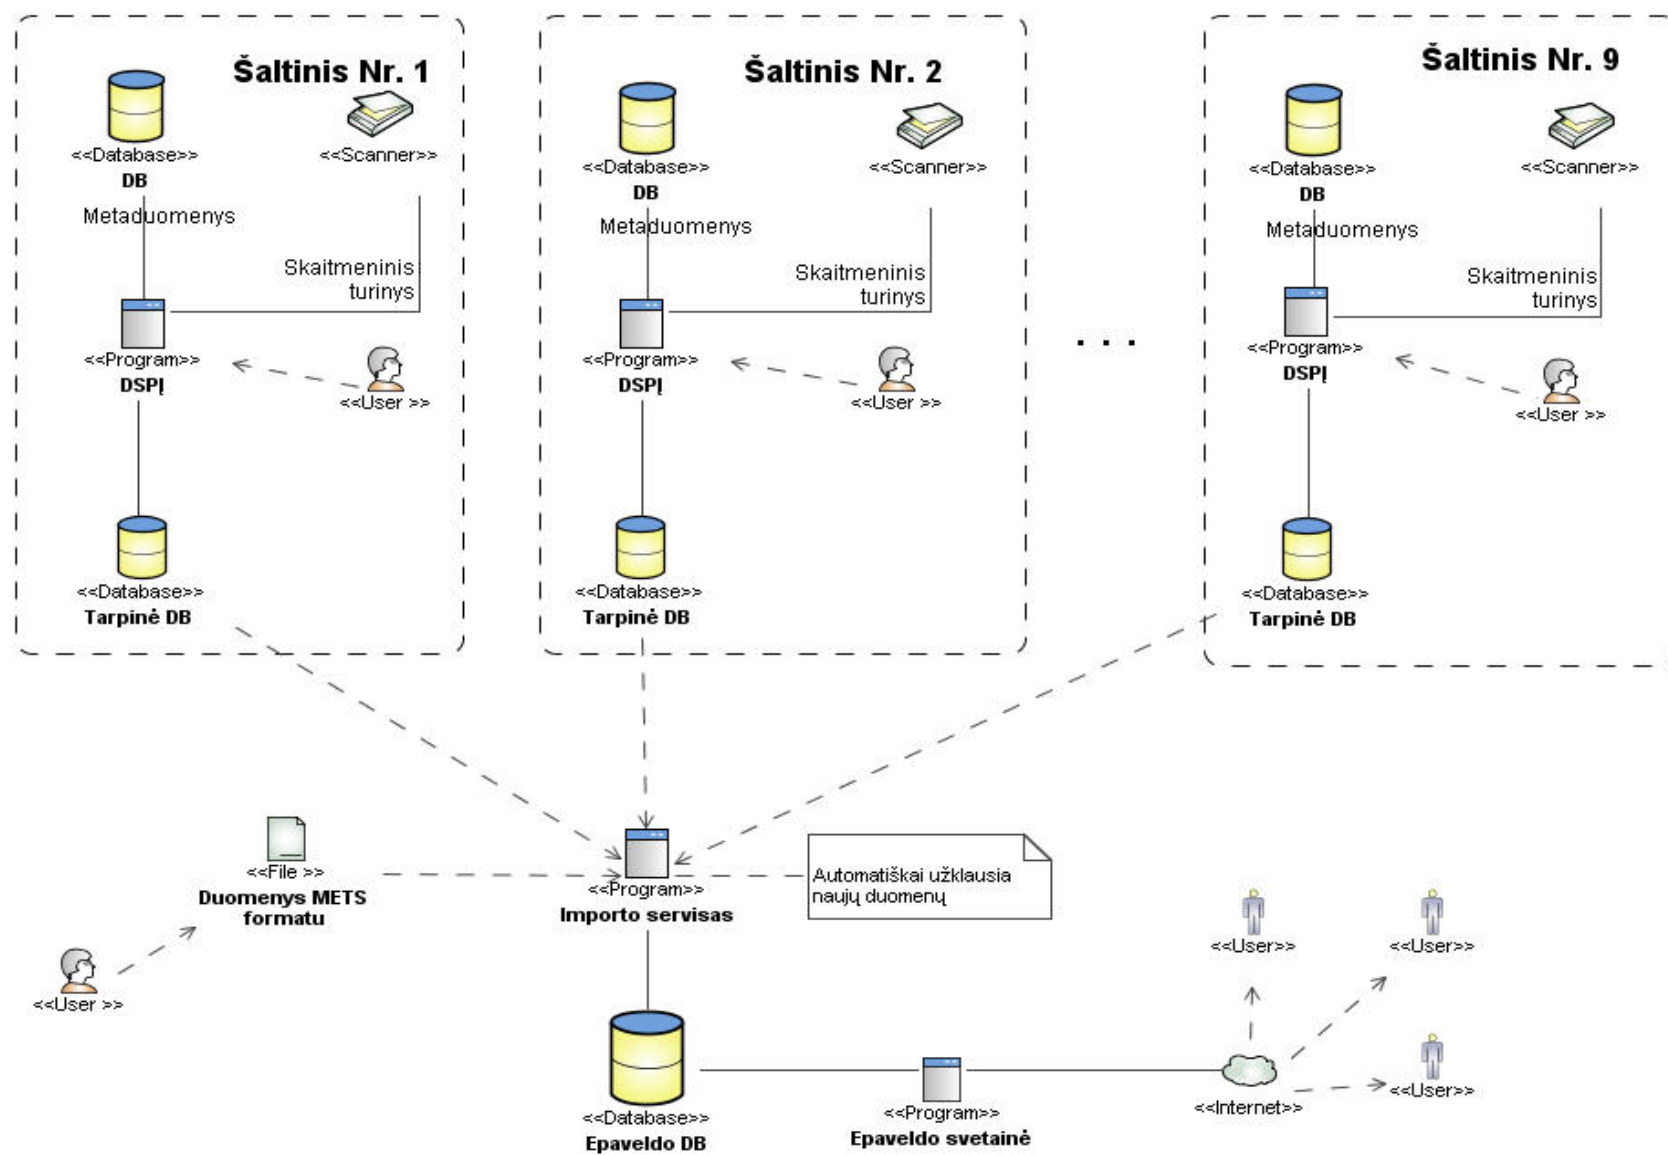 Šaltinis Nr. 1
<<Database>>
DB
<<Scanner>>
Metaduomenys
Skaitmeninis
turinys
<<Program>>
DSPĮ
<<User >>
<<Database>>
Tarpinė DB
Šaltinis Nr. 2
<<Database>>
DB
<<Scanner>>
Metaduomenys
Skaitmeninis
turinys
<<Program>>
DSPĮ
<<User >>
<<Database>>
Tarpinė DB
. . .
Šaltinis Nr. 9
<<Database>>
DB
<<Scanner>>
Metaduomenys
Skaitmeninis
turinys
<<Program>>
DSPĮ
<<User >>
<<Database>>
Tarpinė DB
<<File >>
Duomenys METS
formatu
<<User >>
<<Program>>
Importo servisas
Automatiškai užklausia
naujų duomenų
<<Database>>
Epaveldo DB
<<Program>>
Epaveldo svetainė
<<Internet>>
<<User>>
<<User>>
<<User>>